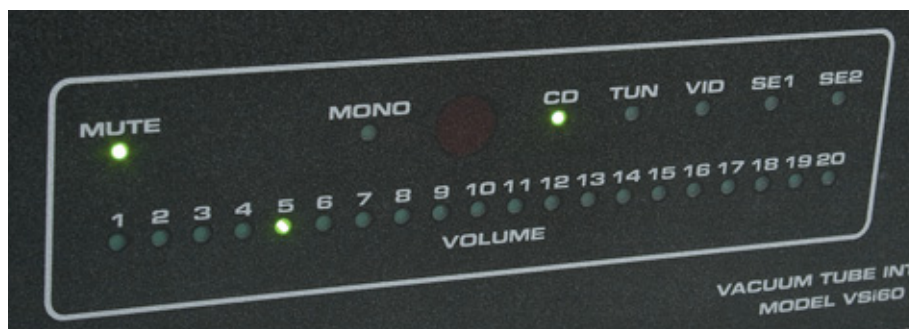 MUTE MONO CD TUN VID SE1 SE2
1 2 3 4 5 6 7 8 9 10 11 12 13 14 15 16 17 18 19 20
VOLUME
VACUUM TUBE INT
MODEL VSi60